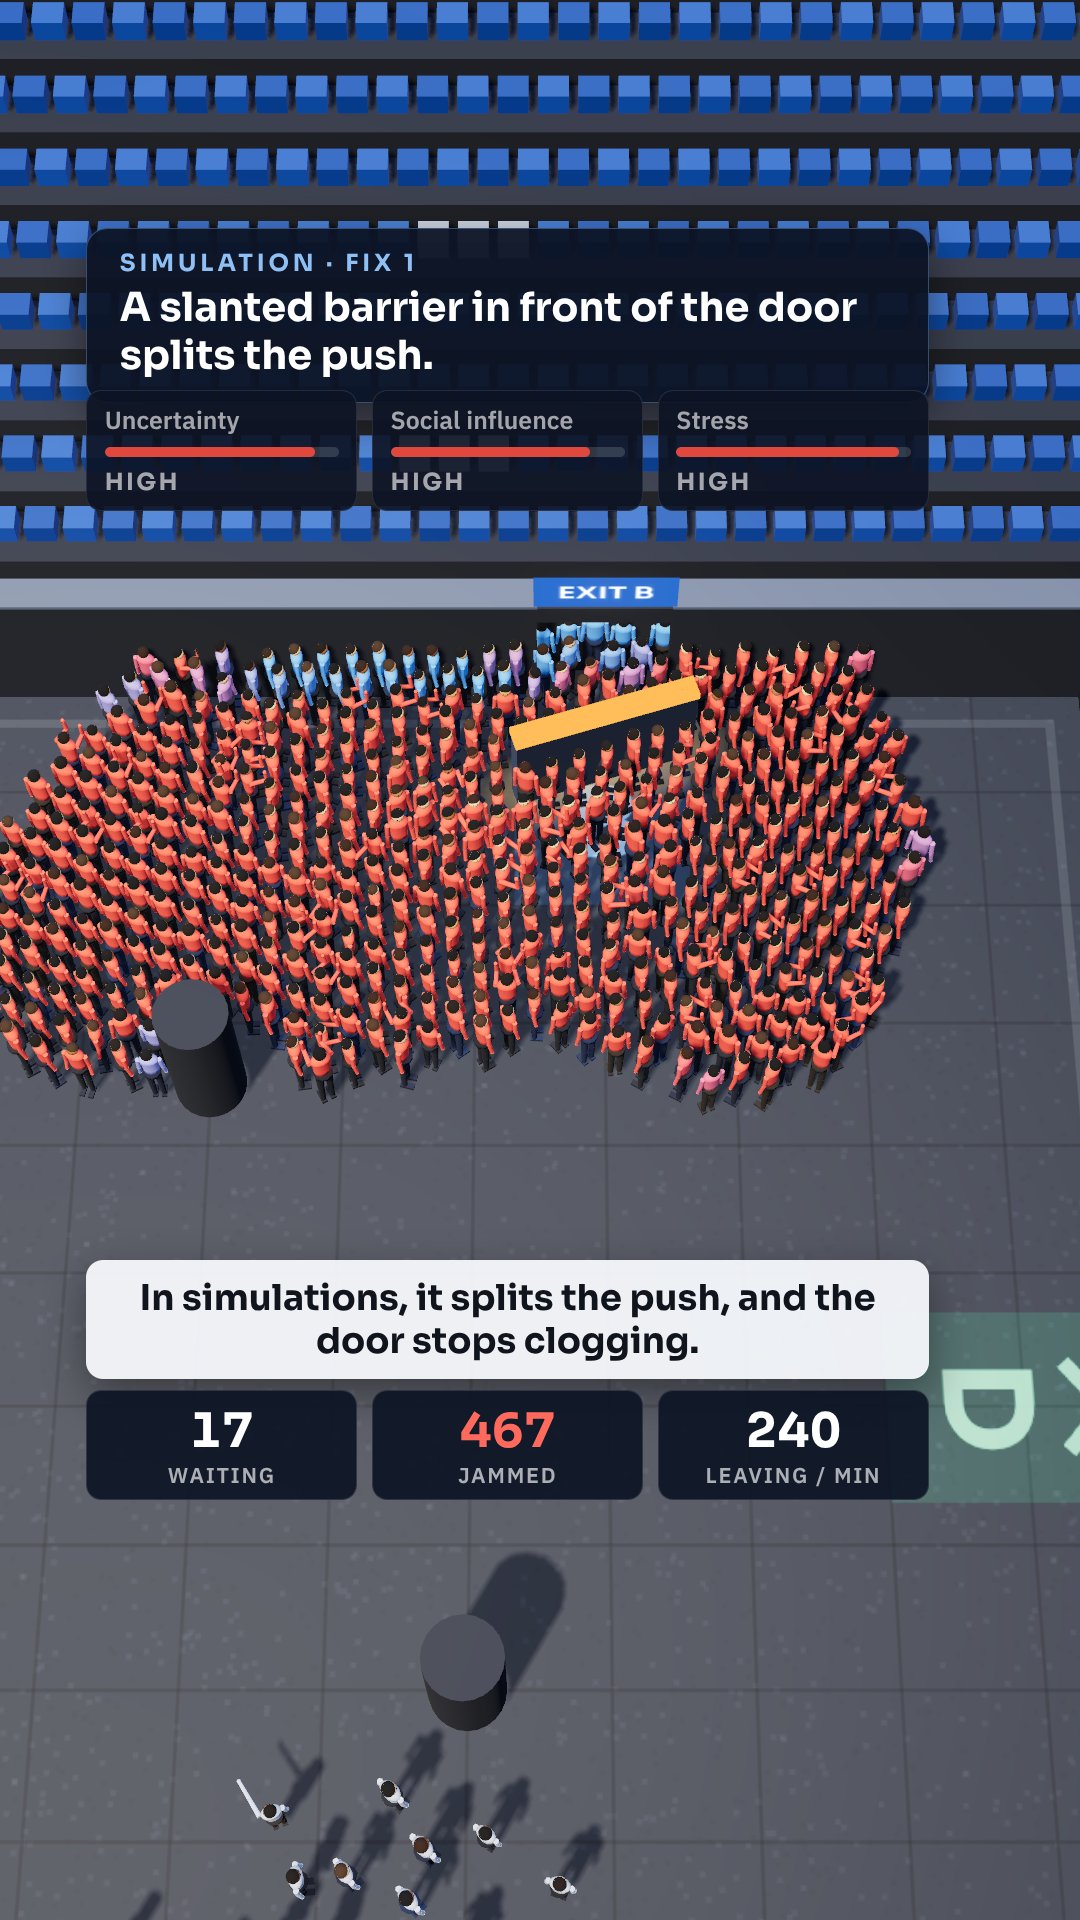 SIMULATION · FIX 1
A slanted barrier in front of the door
splits the push.
Uncertainty
HIGH
Social influence
HIGH
Stress
HIGH
EXIT B
In simulations, it splits the push, and the
door stops clogging.
17
WAITING
467
JAMMED
240
LEAVING / MIN